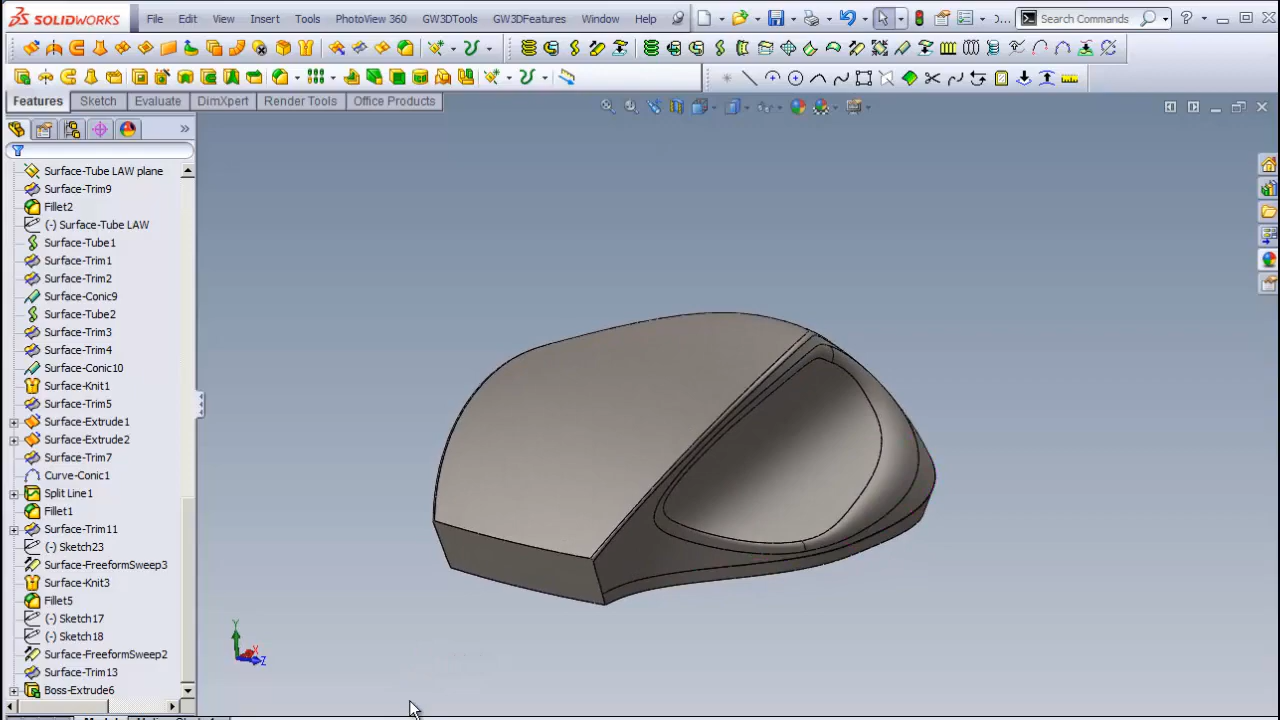 SOLIDWORKS File Edit View Insert Tools PhotoView 360 GW3DTools GW3DFeatures Window Help Search Commands
Features Sketch Evaluate DimXpert Render Tools Office Products
Surface-Tube LAW plane
Surface-Trim9
Fillet2
(-) Surface-Tube LAW
Surface-Tube1
Surface-Trim1
Surface-Trim2
Surface-Conic9
Surface-Tube2
Surface-Trim3
Surface-Trim4
Surface-Conic10
Surface-Knit1
Surface-Trim5
Surface-Extrude1
Surface-Extrude2
Surface-Trim7
Curve-Conic1
Split Line1
Fillet1
Surface-Trim11
(-) Sketch23
Surface-FreeformSweep3
Surface-Knit3
Fillet5
(-) Sketch17
(-) Sketch18
Surface-FreeformSweep2
Surface-Trim13
Boss-Extrude6
Y
X
Z